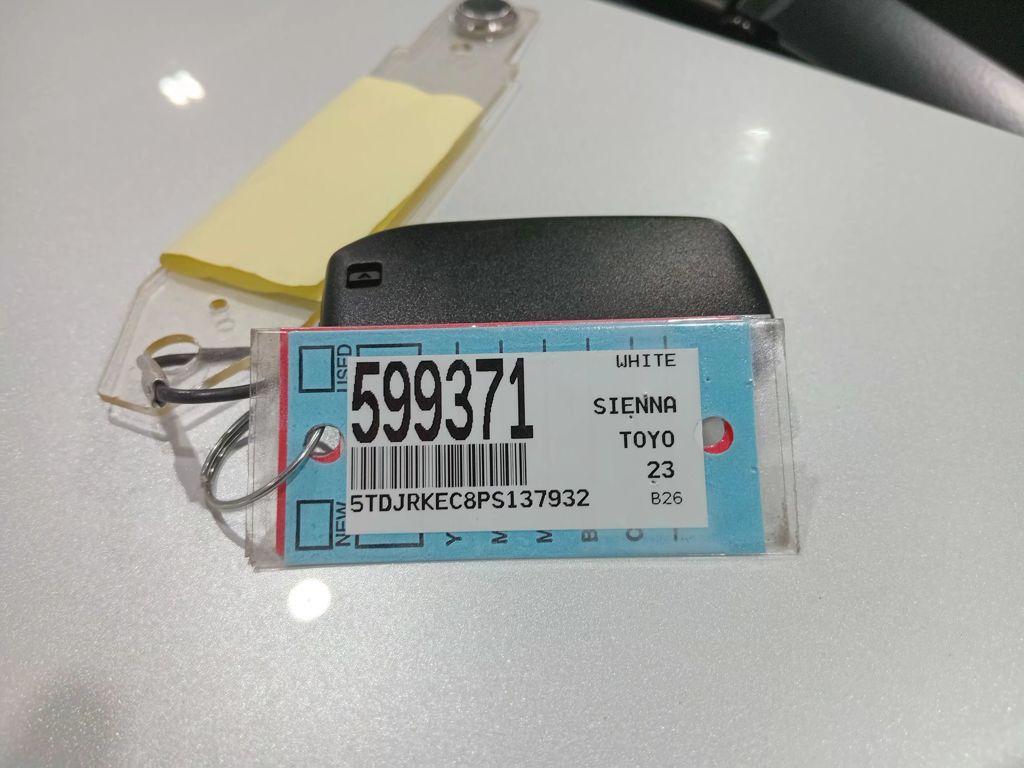 USED
599371
WHITE
SIENNA
TOYO
23
5TDJRKEC8PS137932
B26
NEW
Y
M
M
B
C